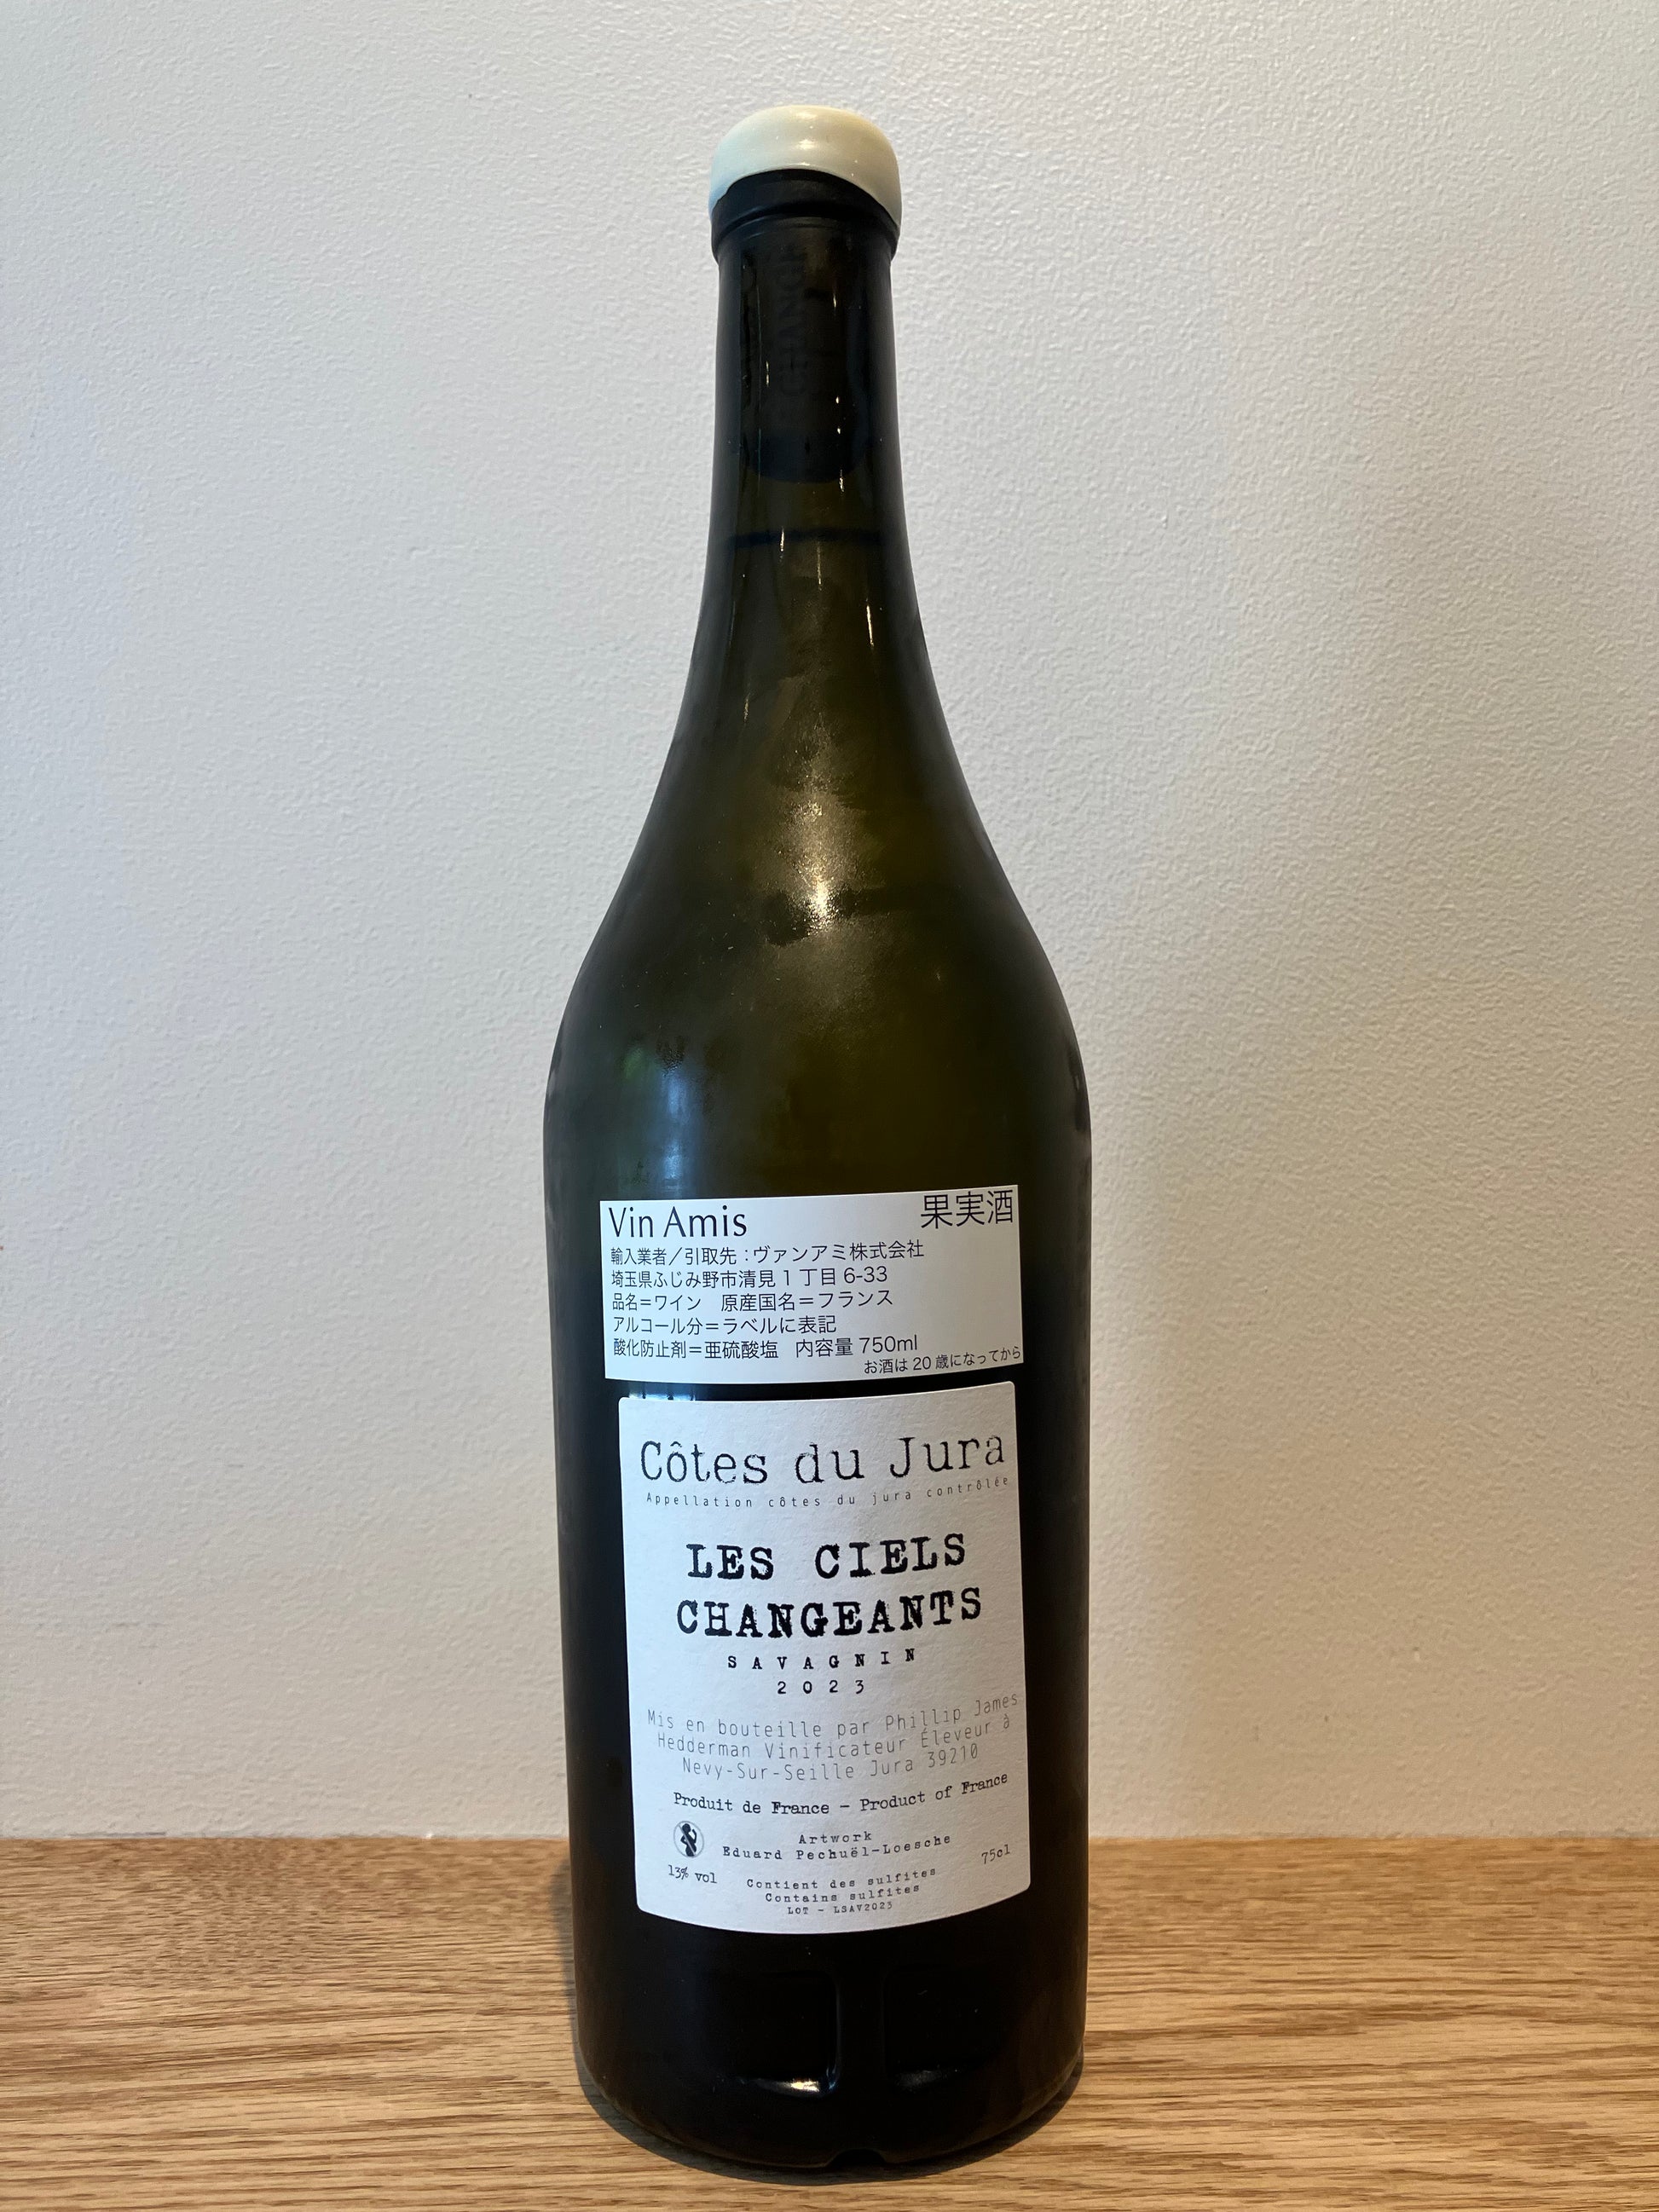 Vin Amis 果実酒
輸入業者／引取先：ヴァンアミ株式会社
埼玉県ふじみ野市清見1丁目6-33
品名＝ワイン 原産国名＝フランス
アルコール分＝ラベルに表記
酸化防止剤＝亜硫酸塩 内容量 750ml
お酒は20歳になってから
Côtes du Jura
Appellation côtes du jura contrôlée
LES CIELS
CHANGEANTS
SAVAGNIN
2023
Mis en bouteille par Phillip James
Hedderman Vinificateur Éleveur à
Nevy-Sur-Seille Jura 39210
Produit de France - Product of France
Artwork
Eduard Pechuël-Loesche
13% vol
75cl
Contient des sulfites
Contains sulfites
LOT - LSAV2023